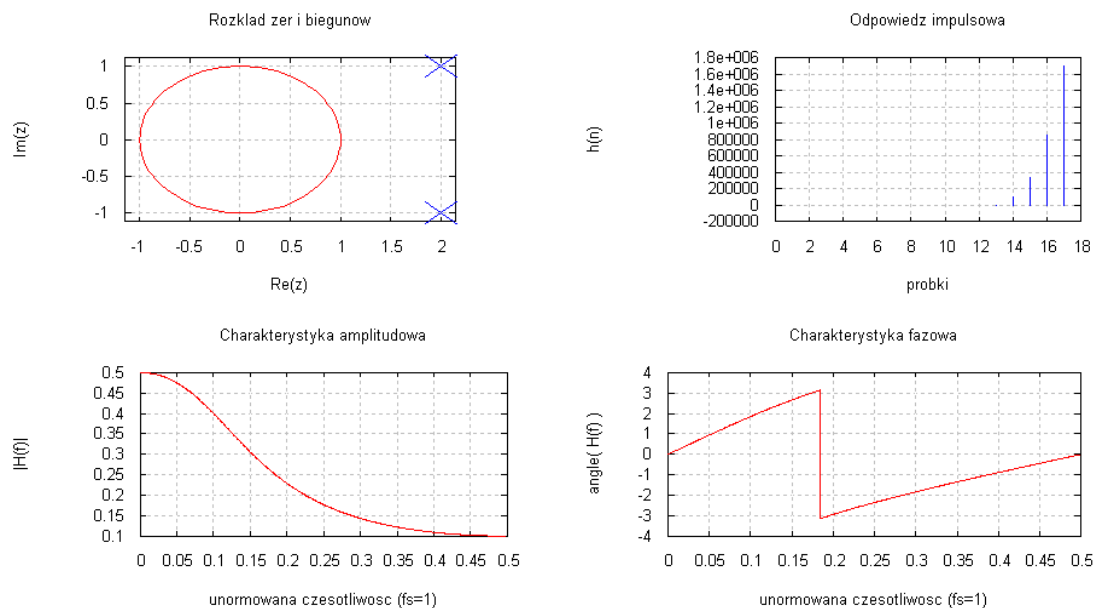 Rozklad zer i biegunow
Im(z)
1
0.5
0
-0.5
-1
-1 -0.5 0 0.5 1 1.5 2
Re(z)
Odpowiedz impulsowa
h(n)
1.8e+006
1.6e+006
1.4e+006
1.2e+006
1e+006
800000
600000
400000
200000
0
-200000
0 2 4 6 8 10 12 14 16 18
probki
Charakterystyka amplitudowa
|H(f)|
0.5
0.45
0.4
0.35
0.3
0.25
0.2
0.15
0.1
0 0.05 0.1 0.15 0.2 0.25 0.3 0.35 0.4 0.45 0.5
unormowana czesotliwosc (fs=1)
Charakterystyka fazowa
angle( H(f) )
4
3
2
1
0
-1
-2
-3
-4
0 0.05 0.1 0.15 0.2 0.25 0.3 0.35 0.4 0.45 0.5
unormowana czesotliwosc (fs=1)